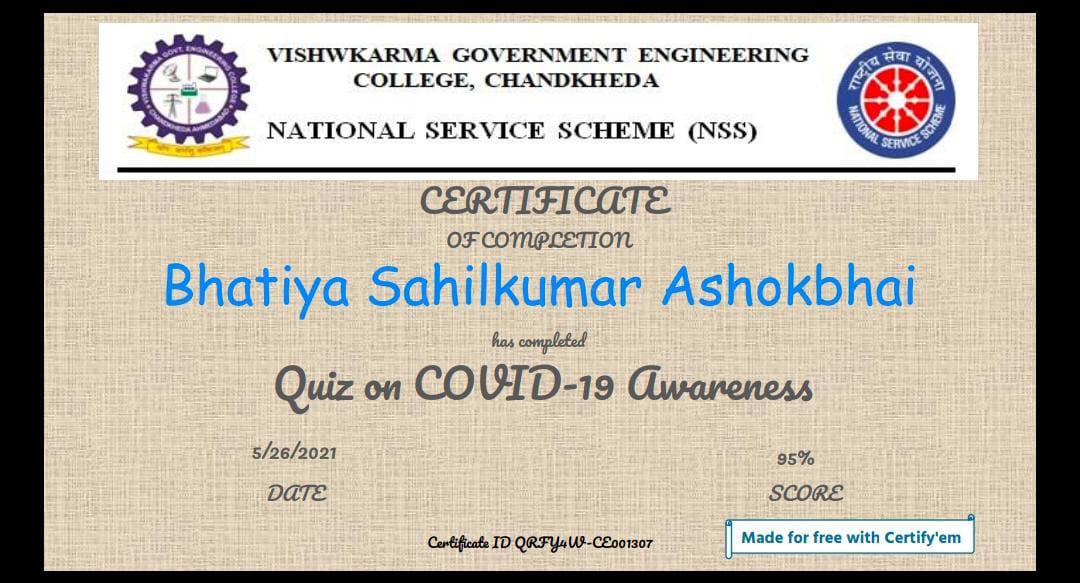 VISHWKARMA GOVERNMENT ENGINEERING
COLLEGE, CHANDKHEDA
NATIONAL SERVICE SCHEME (NSS)
VISHWAKARMA GOVT. ENGINEERING COLLEGE
CHANDKHEDA AHMEDABAD
राष्ट्रीय सेवा योजना
NATIONAL SERVICE SCHEME
CERTIFICATE
OF COMPLETION
Bhatiya Sahilkumar Ashokbhai
has completed
Quiz on COVID-19 Awareness
5/26/2021
95%
DATE
SCORE
Certificate ID QRFY4W-CE001307
Made for free with Certify'em